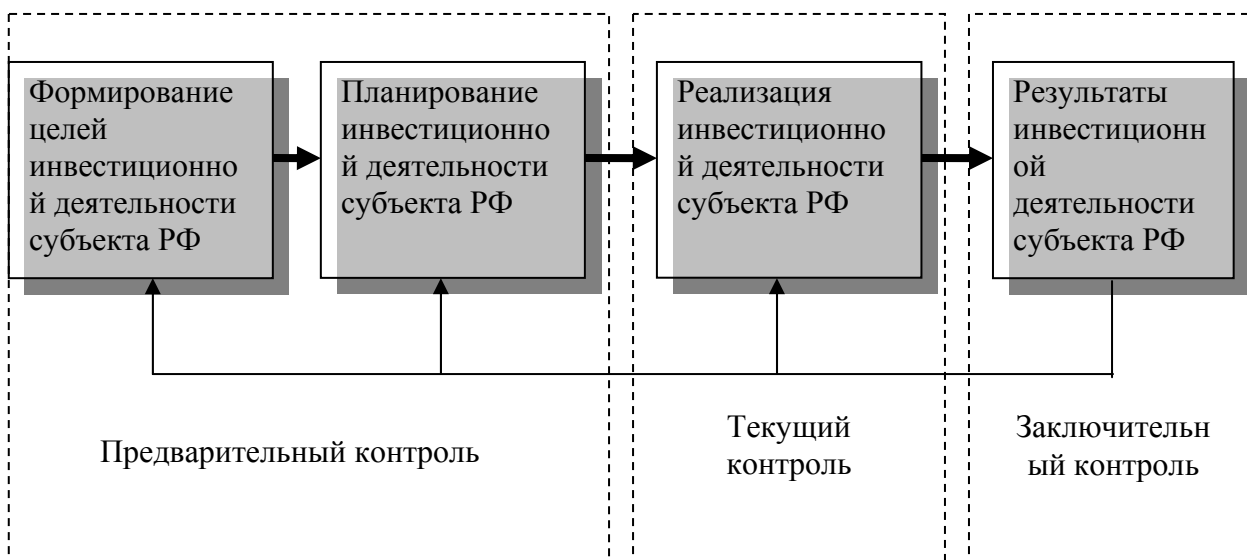 Формирование
целей
инвестиционно
й деятельности
субъекта РФ
Планирование
инвестиционно
й деятельности
субъекта РФ
Реализация
инвестиционно
й деятельности
субъекта РФ
Результаты
инвестиционн
ой
деятельности
субъекта РФ
Предварительный контроль
Текущий
контроль
Заключительн
ый контроль